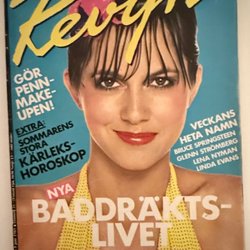 GÖR
PENN-
MAKE-
UPEN!
EXTRA:
SOMMARENS
STORA
KÄRLEKS-
HOROSKOP
VECKANS
HETA NAMN
BRUCE SPRINGSTEEN
GLENN STRÖMBERG
LENA NYMAN
LINDA EVANS
NYA
BADDRÄKTS-
LIVET